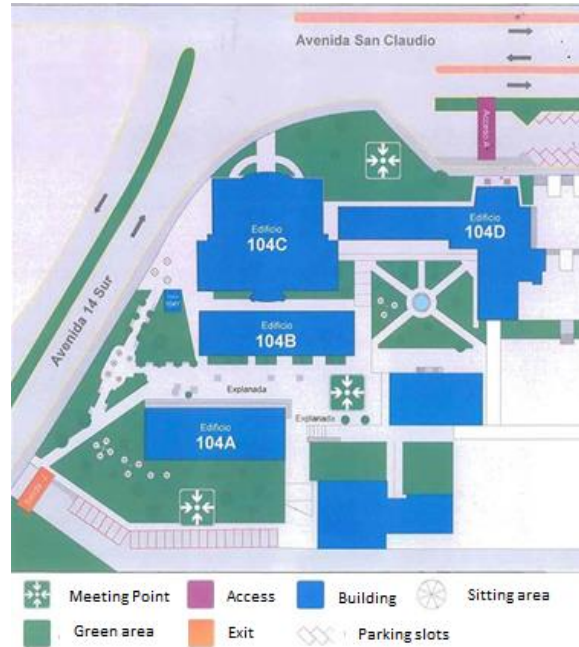 Avenida San Claudio
Acceso A
Edificio
104C
Edificio
104D
Avenida 14 Sur
Edificio
104B
Explanada
Explanada
Edificio
104A
Meeting Point
Access
Building
Sitting area
Green area
Exit
Parking slots